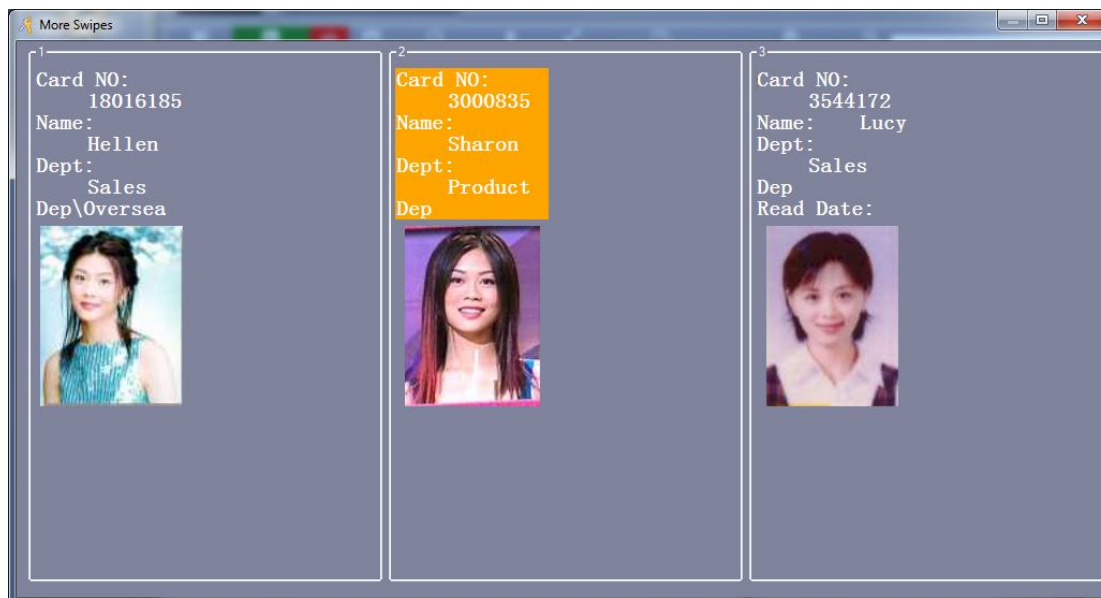 More Swipes
1
Card NO:
18016185
Name:
Hellen
Dept:
Sales
Dep\Oversea
2
Card NO:
3000835
Name:
Sharon
Dept:
Product
Dep
3
Card NO:
3544172
Name: Lucy
Dept:
Sales
Dep
Read Date: